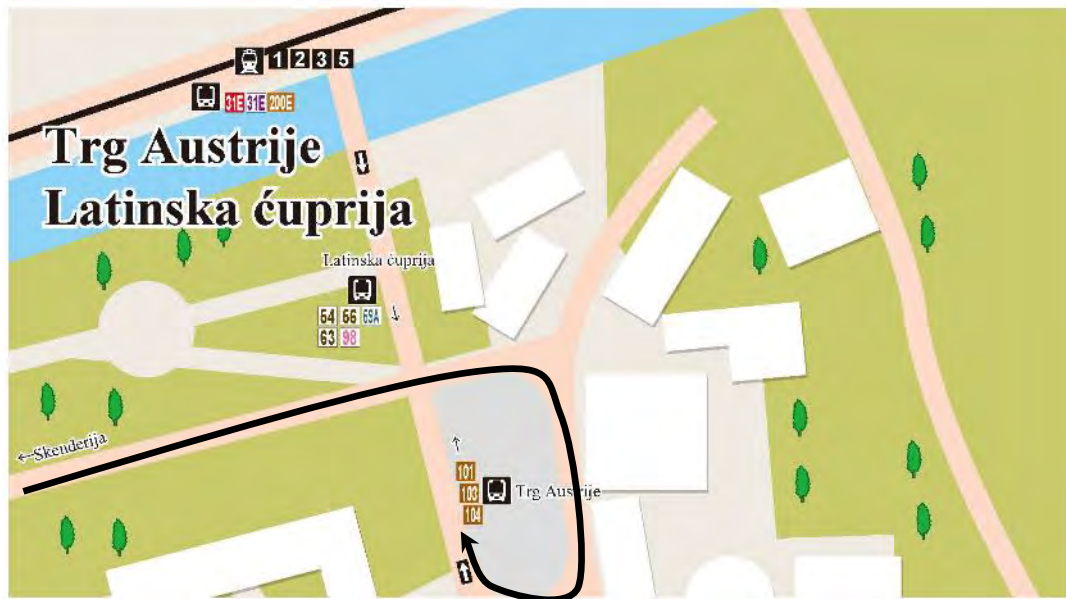 1 2 3 5
31E 31E 200E
Trg Austrije
Latinska ćuprija
Latinska ćuprija
54 66 69A
63 98
←Skenderija
101
103
104
Trg Austrije